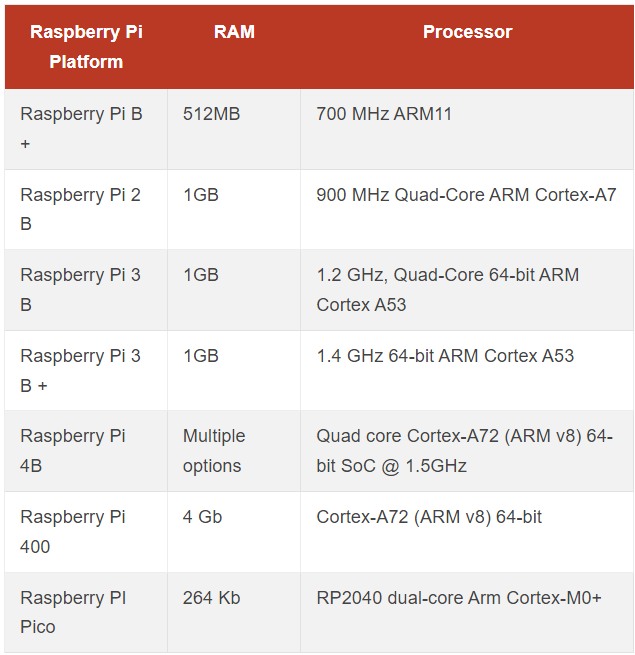 Raspberry Pi
Platform
RAM
Processor
Raspberry Pi B
+
512MB
700 MHz ARM11
Raspberry Pi 2
B
1GB
900 MHz Quad-Core ARM Cortex-A7
Raspberry Pi 3
B
1GB
1.2 GHz, Quad-Core 64-bit ARM
Cortex A53
Raspberry Pi 3
B +
1GB
1.4 GHz 64-bit ARM Cortex A53
Raspberry Pi
4B
Multiple
options
Quad core Cortex-A72 (ARM v8) 64-
bit SoC @ 1.5GHz
Raspberry Pi
400
4 Gb
Cortex-A72 (ARM v8) 64-bit
Raspberry PI
Pico
264 Kb
RP2040 dual-core Arm Cortex-M0+